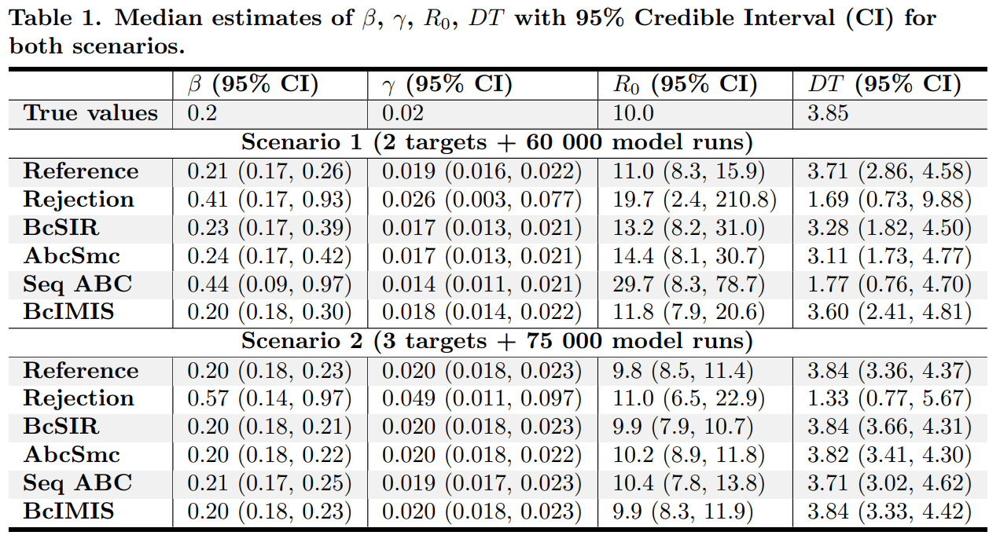 Table 1. Median estimates of β, γ, R₀, DT with 95% Credible Interval (CI) for
both scenarios.
β (95% CI) γ (95% CI) R₀ (95% CI) DT (95% CI)
True values 0.2 0.02 10.0 3.85
Scenario 1 (2 targets + 60 000 model runs)
Reference 0.21 (0.17, 0.26) 0.019 (0.016, 0.022) 11.0 (8.3, 15.9) 3.71 (2.86, 4.58)
Rejection 0.41 (0.17, 0.93) 0.026 (0.003, 0.077) 19.7 (2.4, 210.8) 1.69 (0.73, 9.88)
BcSIR 0.23 (0.17, 0.39) 0.017 (0.013, 0.021) 13.2 (8.2, 31.0) 3.28 (1.82, 4.50)
AbcSmc 0.24 (0.17, 0.42) 0.017 (0.013, 0.021) 14.4 (8.1, 30.7) 3.11 (1.73, 4.77)
Seq ABC 0.44 (0.09, 0.97) 0.014 (0.011, 0.021) 29.7 (8.3, 78.7) 1.77 (0.76, 4.70)
BcIMIS 0.20 (0.18, 0.30) 0.018 (0.014, 0.022) 11.8 (7.9, 20.6) 3.60 (2.41, 4.81)
Scenario 2 (3 targets + 75 000 model runs)
Reference 0.20 (0.18, 0.23) 0.020 (0.018, 0.023) 9.8 (8.5, 11.4) 3.84 (3.36, 4.37)
Rejection 0.57 (0.14, 0.97) 0.049 (0.011, 0.097) 11.0 (6.5, 22.9) 1.33 (0.77, 5.67)
BcSIR 0.20 (0.18, 0.21) 0.020 (0.018, 0.023) 9.9 (7.9, 10.7) 3.84 (3.66, 4.31)
AbcSmc 0.20 (0.18, 0.22) 0.020 (0.018, 0.022) 10.2 (8.9, 11.8) 3.82 (3.41, 4.30)
Seq ABC 0.21 (0.17, 0.25) 0.019 (0.017, 0.023) 10.4 (7.8, 13.8) 3.71 (3.02, 4.62)
BcIMIS 0.20 (0.18, 0.23) 0.020 (0.018, 0.023) 9.9 (8.3, 11.9) 3.84 (3.33, 4.42)